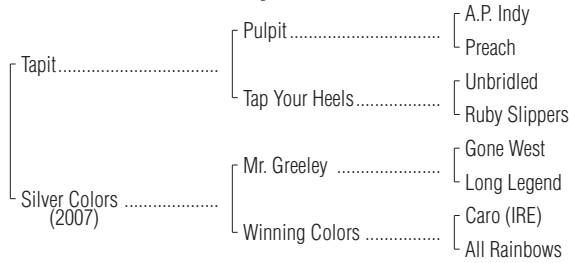 A.P. Indy
Pulpit
Preach
Tapit
Unbridled
Tap Your Heels
Ruby Slippers
Gone West
Mr. Greeley
Long Legend
Silver Colors
(2007)
Caro (IRE)
Winning Colors
All Rainbows